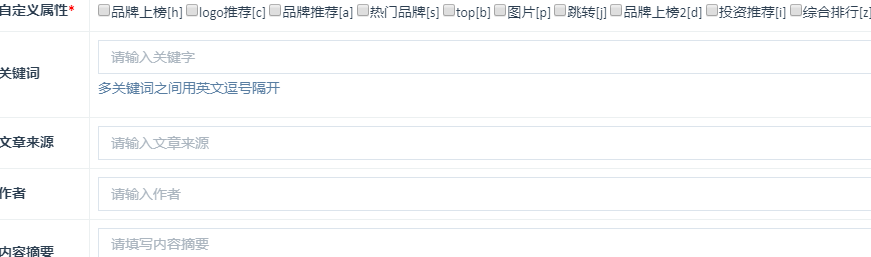 自定义属性* 品牌上榜[h] logo推荐[c] 品牌推荐[a] 热门品牌[s] top[b] 图片[p] 跳转[j] 品牌上榜2[d] 投资推荐[i] 综合排行[z]
关键词 请输入关键字
多关键词之间用英文逗号隔开
文章来源 请输入文章来源
作者 请输入作者
内容摘要 请填写内容摘要